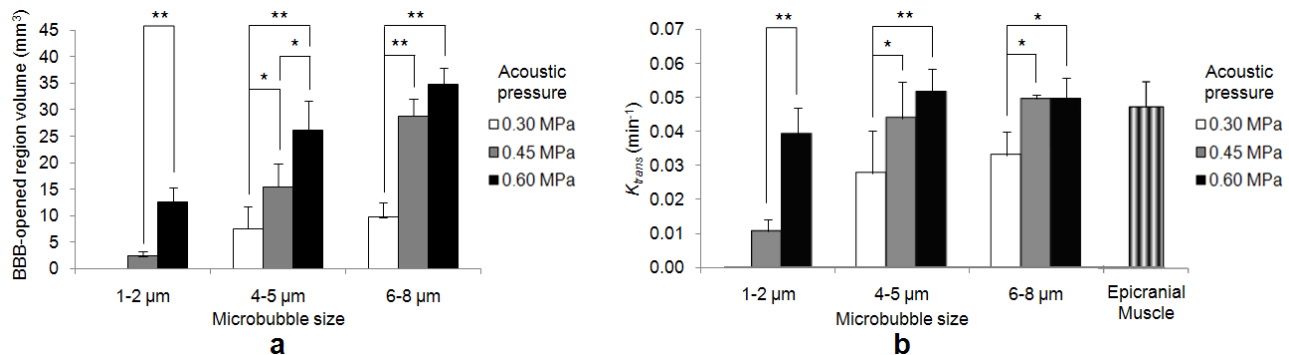 BBB-opened region volume (mm³)
45
40
35
30
25
20
15
10
5
0
**
**
*
*
**
**
1-2 µm
4-5 µm
6-8 µm
Microbubble size
Acoustic
pressure
0.30 MPa
0.45 MPa
0.60 MPa
a
Ktrans (min-1)
0.07
0.06
0.05
0.04
0.03
0.02
0.01
0.00
**
**
*
*
*
1-2 µm
4-5 µm
6-8 µm
Epicranial
Muscle
Microbubble size
Acoustic
pressure
0.30 MPa
0.45 MPa
0.60 MPa
b